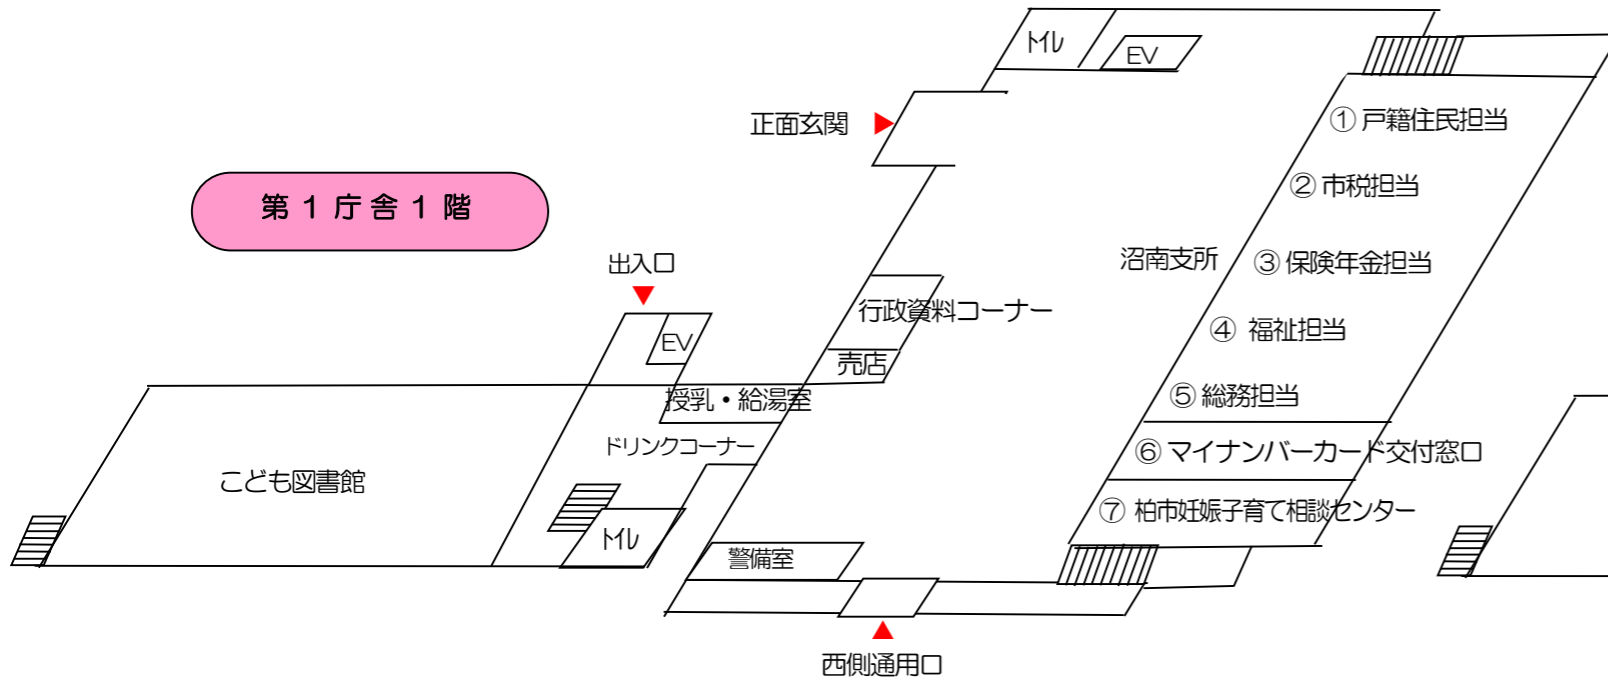 ﾄｲﾚ
EV
正面玄関
① 戸籍住民担当
② 市税担当
第１庁舎１階
沼南支所
③ 保険年金担当
出入口
行政資料コーナー
④ 福祉担当
EV
売店
授乳・給湯室
⑤ 総務担当
ドリンクコーナー
⑥ マイナンバーカード交付窓口
こども図書館
⑦ 柏市妊娠子育て相談センター
ﾄｲﾚ
警備室
西側通用口